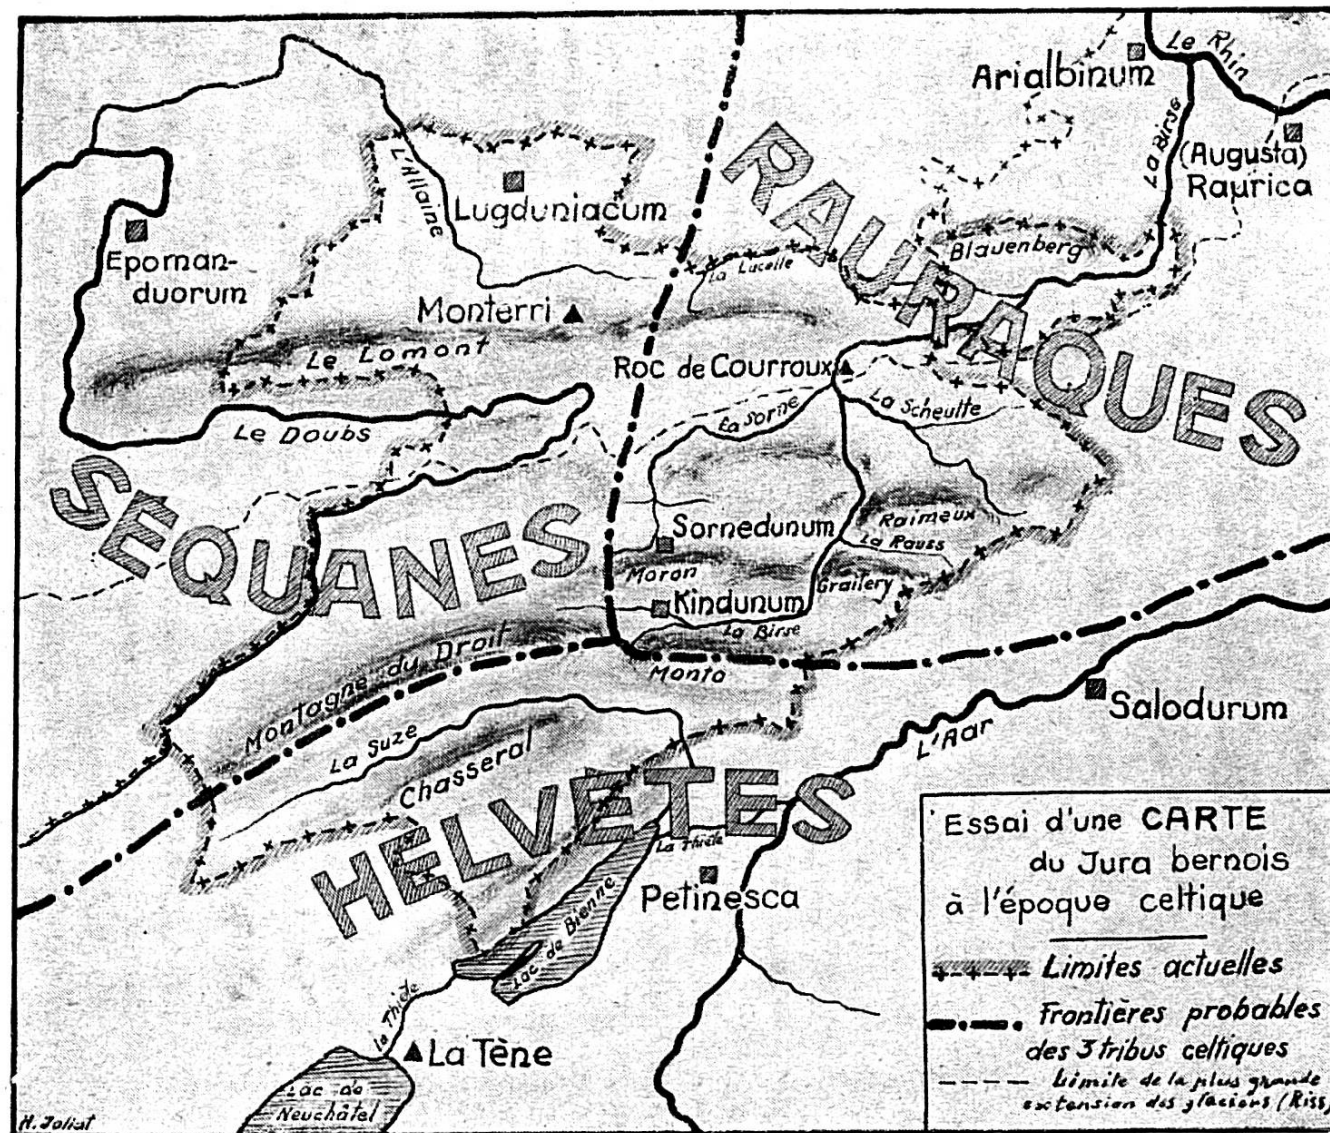 Le Rhin
Arialbinum
La Birse
(Augusta)
Raurica
RAURAQUES
L'Allaine
Lugduniacum
Blauenberg
La Lucelle
Epoman-
duorum
Monterri
Le Lomont
Roc de Courroux
La Sorne
La Scheulte
Le Doubs
SÉQUANES
Sornedunum
Raimeux
La Rauss
Moron
Graitery
Kindunum
La Birse
Montagne du Droit
Monto
Salodurum
L'Aar
La Suze
Chasseral
HELVÈTES
La Thièle
Petinesca
Lac de Bienne
La Thièle
La Tène
Lac de
Neuchâtel
H. Joliat
Essai d'une CARTE
du Jura bernois
à l'époque celtique
Limites actuelles
Frontières probables
des 3 tribus celtiques
Limite de la plus grande
extension des glaciers (Riss)